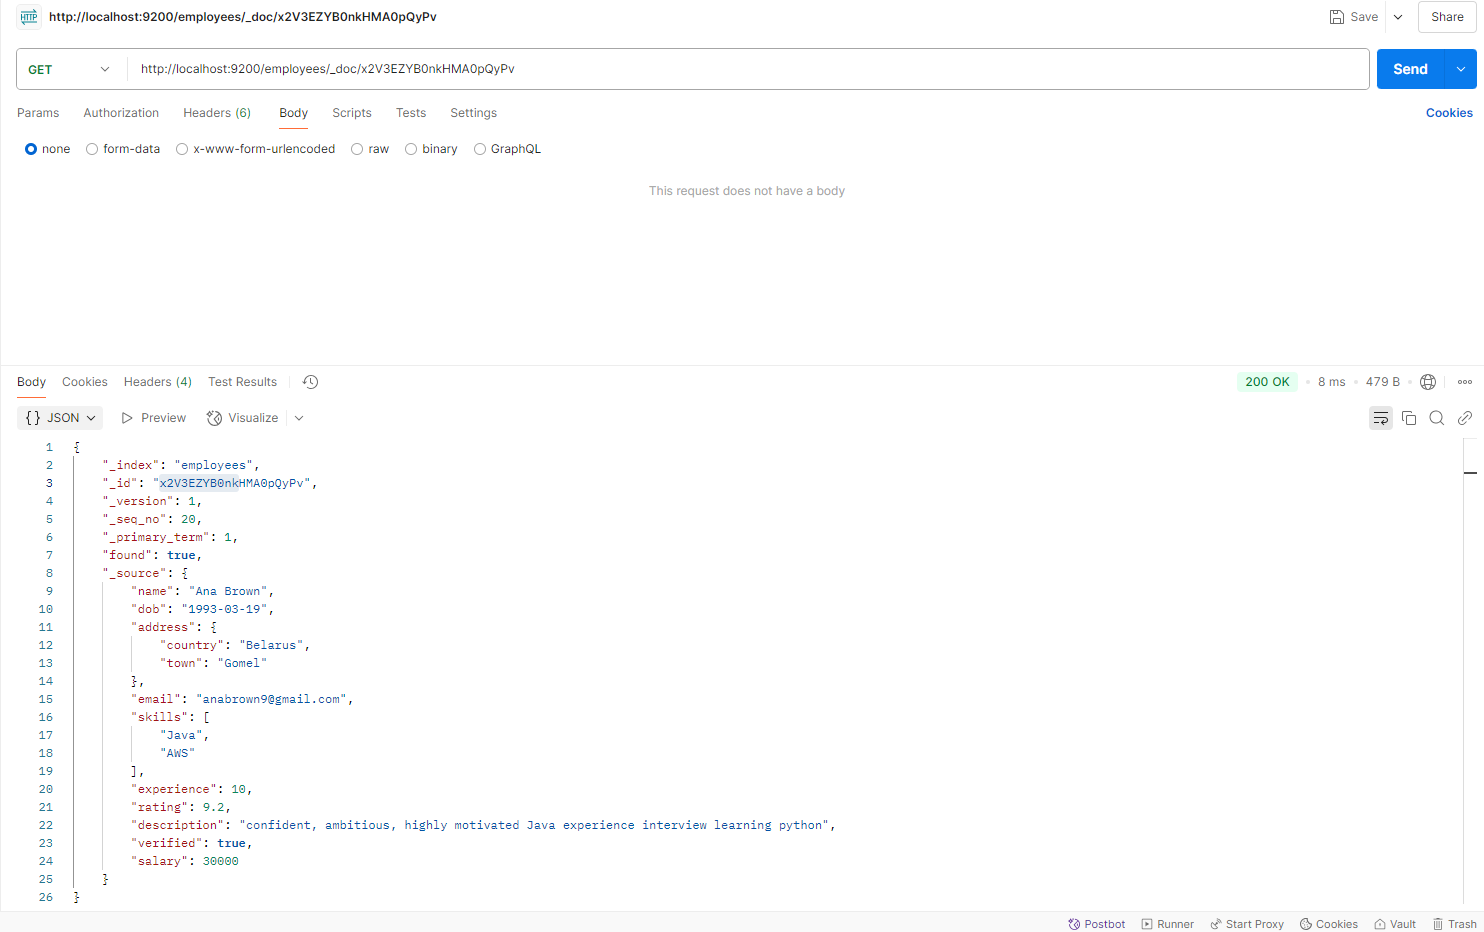 HTTP http://localhost:9200/employees/_doc/x2V3EZYB0nkHMA0pQyPv Save Share
GET http://localhost:9200/employees/_doc/x2V3EZYB0nkHMA0pQyPv Send
Params Authorization Headers (6) Body Scripts Tests Settings Cookies
none form-data x-www-form-urlencoded raw binary GraphQL
This request does not have a body
Body Cookies Headers (4) Test Results 200 OK • 8 ms • 479 B •
{} JSON Preview Visualize
1 {
2 "_index": "employees",
3 "_id": "x2V3EZYB0nkHMA0pQyPv",
4 "_version": 1,
5 "_seq_no": 20,
6 "_primary_term": 1,
7 "found": true,
8 "_source": {
9 "name": "Ana Brown",
10 "dob": "1993-03-19",
11 "address": {
12 "country": "Belarus",
13 "town": "Gomel"
14 },
15 "email": "anabrown9@gmail.com",
16 "skills": [
17 "Java",
18 "AWS"
19 ],
20 "experience": 10,
21 "rating": 9.2,
22 "description": "confident, ambitious, highly motivated Java experience interview learning python",
23 "verified": true,
24 "salary": 30000
25 }
26 }
Postbot Runner Start Proxy Cookies Vault Trash